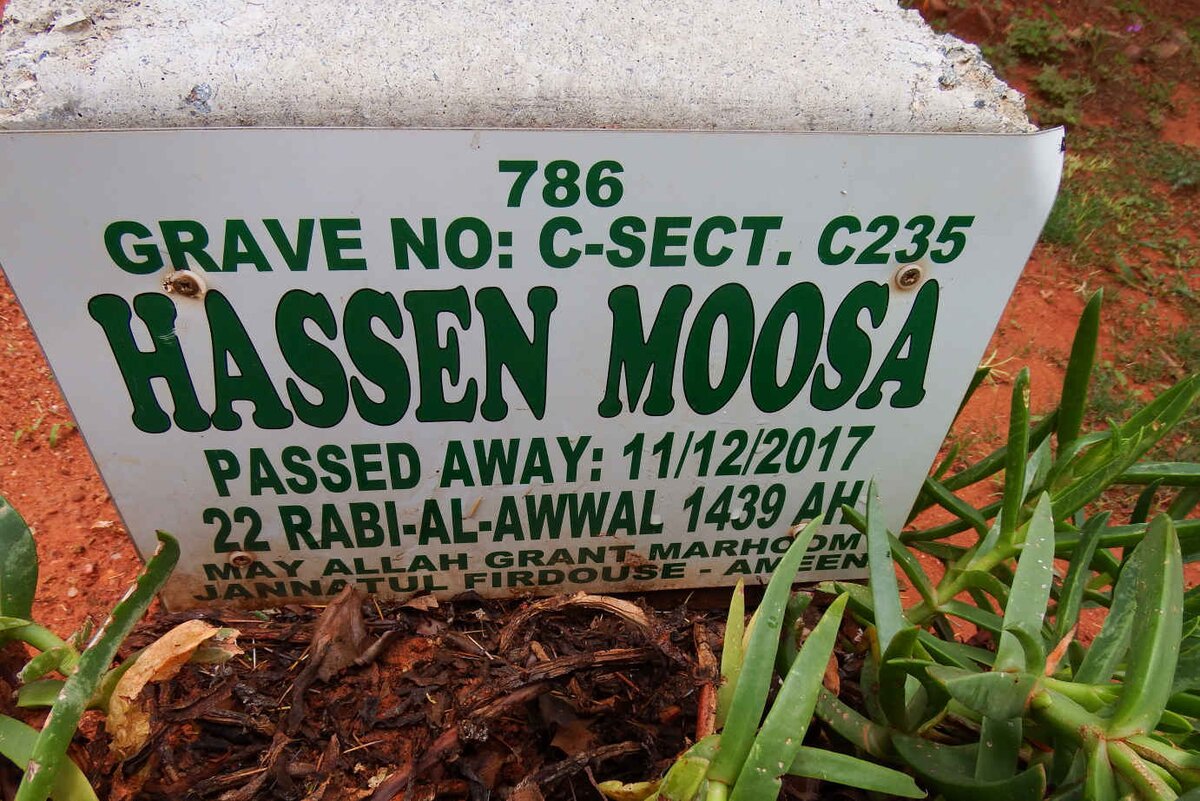 786
GRAVE NO: C-SECT. C235
HASSEN MOOSA
PASSED AWAY: 11/12/2017
22 RABI-AL-AWWAL 1439 AH
MAY ALLAH GRANT MARHOOM
JANNATUL FIRDOUSE - AMEEN